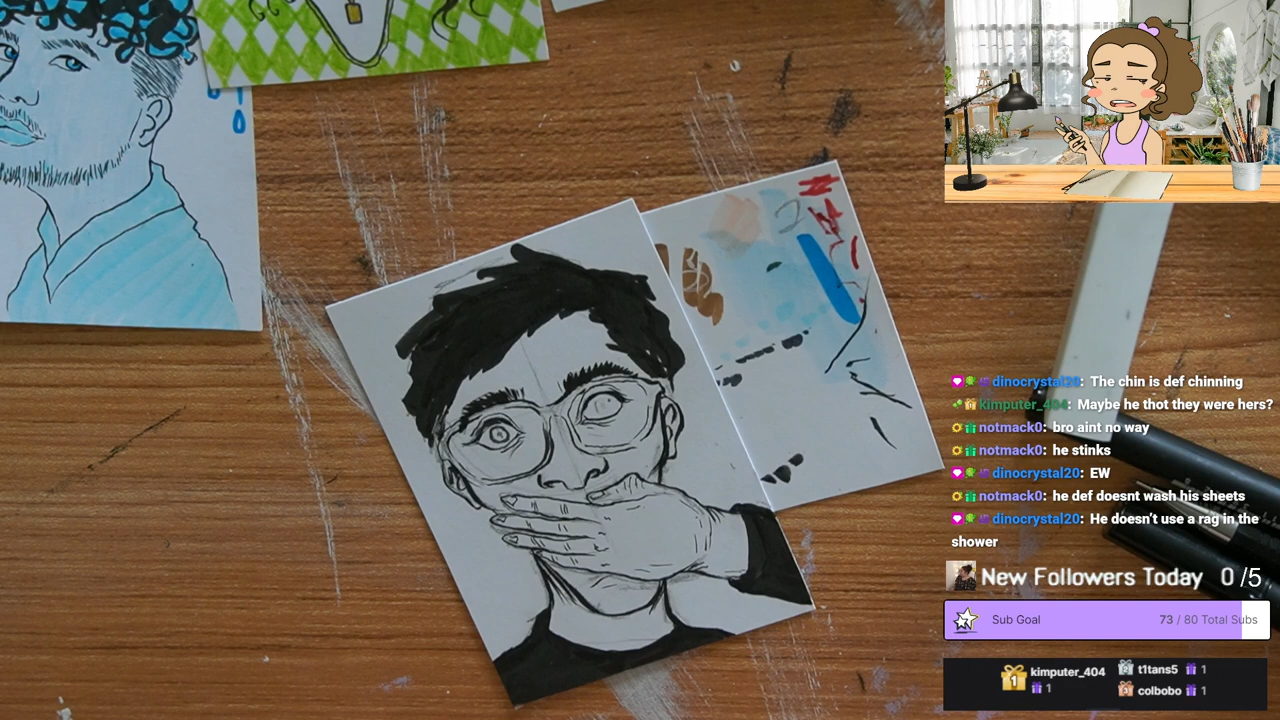 dinocrystal20: The chin is def chinning
kimputer_404: Maybe he thot they were hers?
notmack0: bro aint no way
notmack0: he stinks
dinocrystal20: EW
notmack0: he def doesnt wash his sheets
dinocrystal20: He doesn't use a rag in the
shower
New Followers Today 0 /5
Sub Goal 73 / 80 Total Subs
1 kimputer_404 1
t1tans5 1
colbobo 1